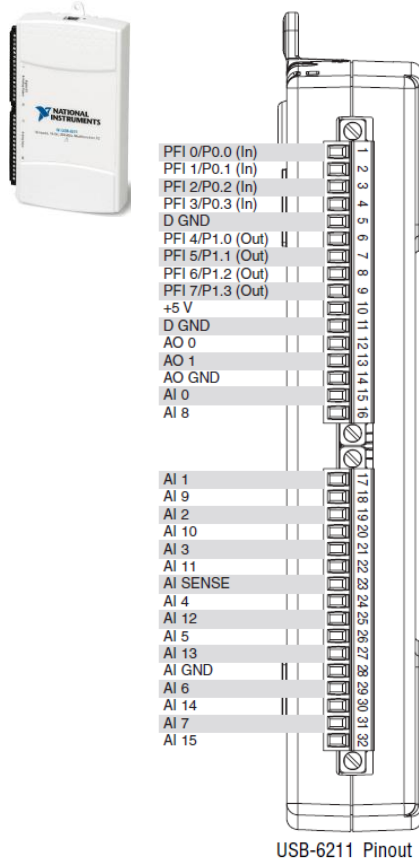 NATIONAL
INSTRUMENTS
PFI 0/P0.0 (In) 1
PFI 1/P0.1 (In) 2
PFI 2/P0.2 (In) 3
PFI 3/P0.3 (In) 4
D GND 5
PFI 4/P1.0 (Out) 6
PFI 5/P1.1 (Out) 7
PFI 6/P1.2 (Out) 8
PFI 7/P1.3 (Out) 9
+5 V 10
D GND 11
AO 0 12
AO 1 13
AO GND 14
AI 0 15
AI 8 16
AI 1 17
AI 9 18
AI 2 19
AI 10 20
AI 3 21
AI 11 22
AI SENSE 23
AI 4 24
AI 12 25
AI 5 26
AI 13 27
AI GND 28
AI 6 29
AI 14 30
AI 7 31
AI 15 32
USB-6211 Pinout